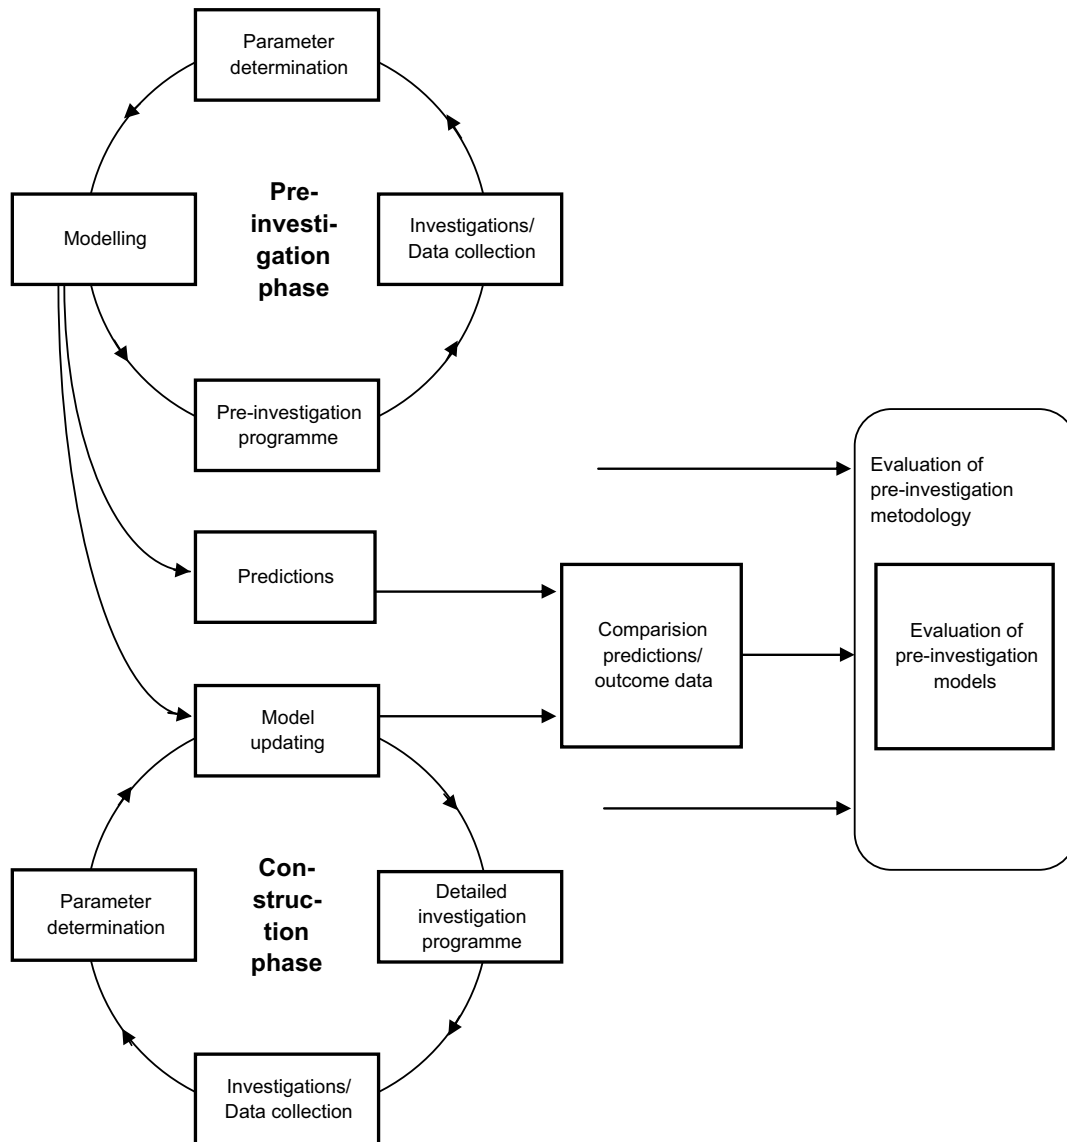 Parameter
determination
Pre-
investi-
gation
phase
Modelling
Investigations/
Data collection
Pre-investigation
programme
Evaluation of
pre-investigation
metodology
Predictions
Comparision
predictions/
outcome data
Evaluation of
pre-investigation
models
Model
updating
Con-
struc-
tion
phase
Parameter
determination
Detailed
investigation
programme
Investigations/
Data collection